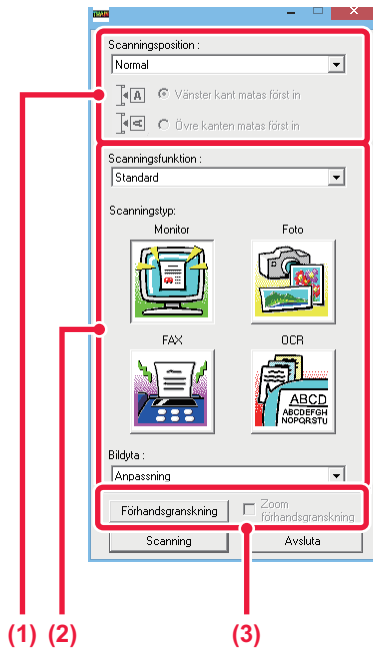 TWAIN
Scanningsposition :
Normal
A
Vänster kant matas först in
A
Övre kanten matas först in
Scanningsfunktion :
Standard
Scanningstyp:
Monitor
Foto
FAX
OCR
ABCD
ABCDEFGH
NOPQRSTU
Bildyta :
Anpassning
Förhandsgranskning
Zoom
förhandsgranskning
Scanning
Avsluta
(1) (2) (3)